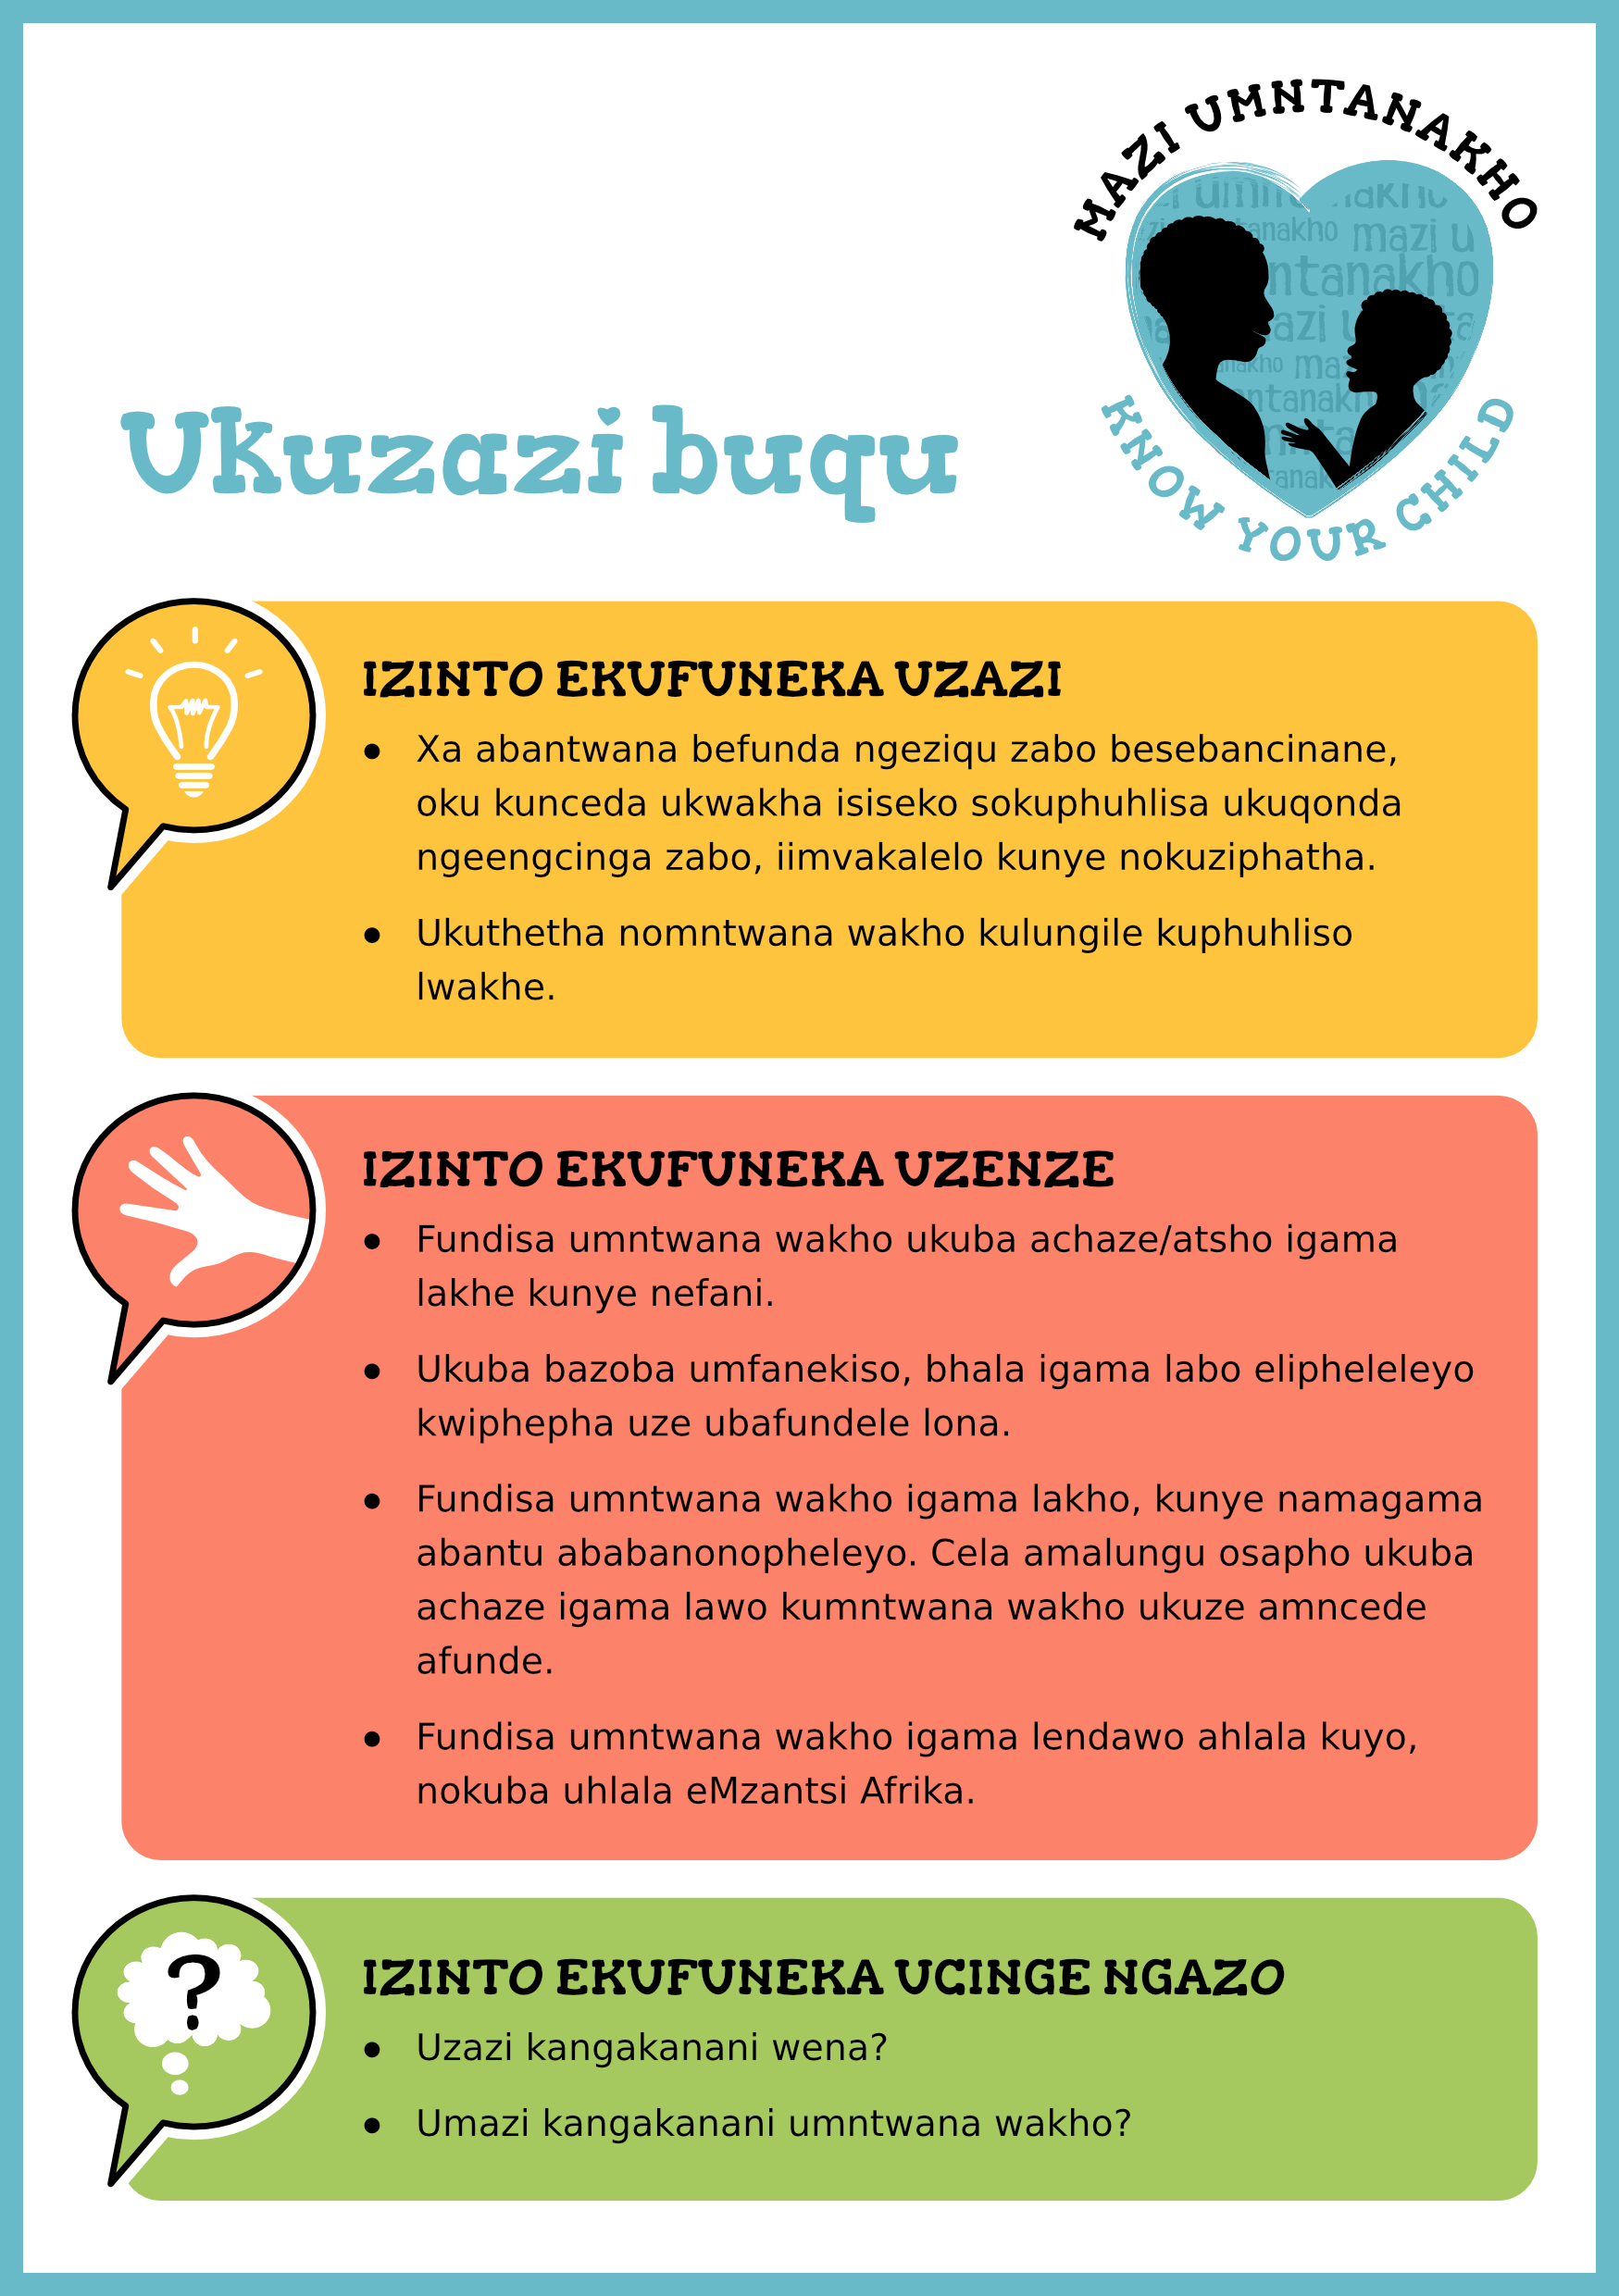 MAZI UMNTANAKHO
KNOW YOUR CHILD
Ukuzazi buqu
IZINTO EKUFUNEKA UZAZI
● Xa abantwana befunda ngeziqu zabo besebancinane,
oku kunceda ukwakha isiseko sokuphuhlisa ukuqonda
ngeengcinga zabo, iimvakalelo kunye nokuziphatha.
● Ukuthetha nomntwana wakho kulungile kuphuhliso
lwakhe.
IZINTO EKUFUNEKA UZENZE
● Fundisa umntwana wakho ukuba achaze/atsho igama
lakhe kunye nefani.
● Ukuba bazoba umfanekiso, bhala igama labo elipheleleyo
kwiphepha uze ubafundele lona.
● Fundisa umntwana wakho igama lakho, kunye namagama
abantu ababanonopheleyo. Cela amalungu osapho ukuba
achaze igama lawo kumntwana wakho ukuze amncede
afunde.
● Fundisa umntwana wakho igama lendawo ahlala kuyo,
nokuba uhlala eMzantsi Afrika.
IZINTO EKUFUNEKA UCINGE NGAZO
● Uzazi kangakanani wena?
● Umazi kangakanani umntwana wakho?